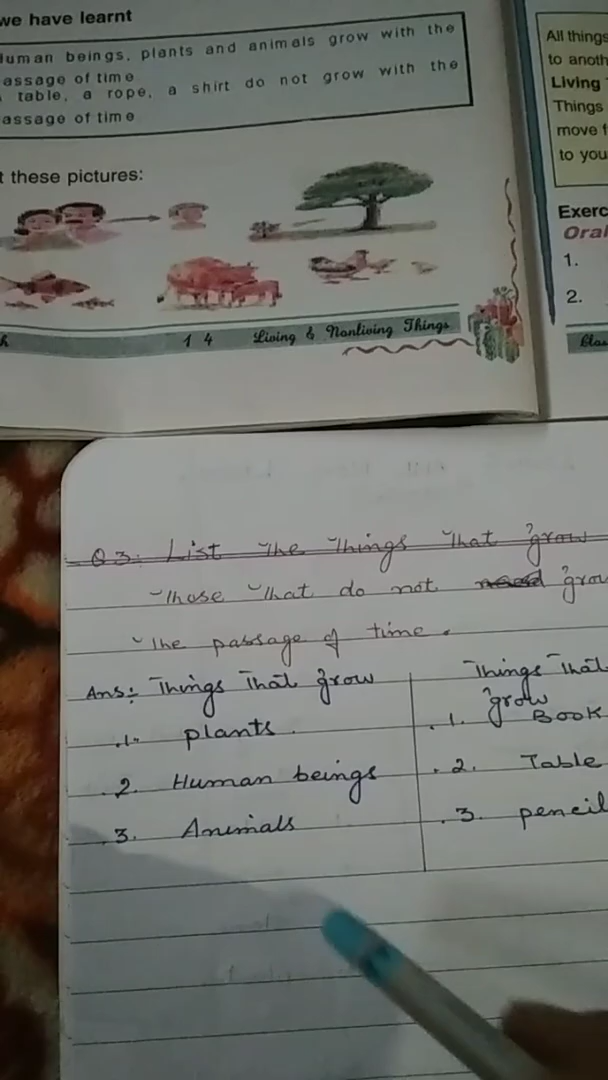 we have learnt
uman beings, plants and animals grow with the
assage of time
table, a rope, a shirt do not grow with the
assage of time
these pictures:
14 Living & Nonliving Things
All things
to anoth
Living
Things
move f
to you
Exerc
Oral
1.
2.
Clas
Q3: List the things that grow
those that do not grow
the passage of time.
Ans: Things that grow
1. plants.
2. Human beings
3. Animals
Things that
grow
1. Book
2. Table
3. pencil